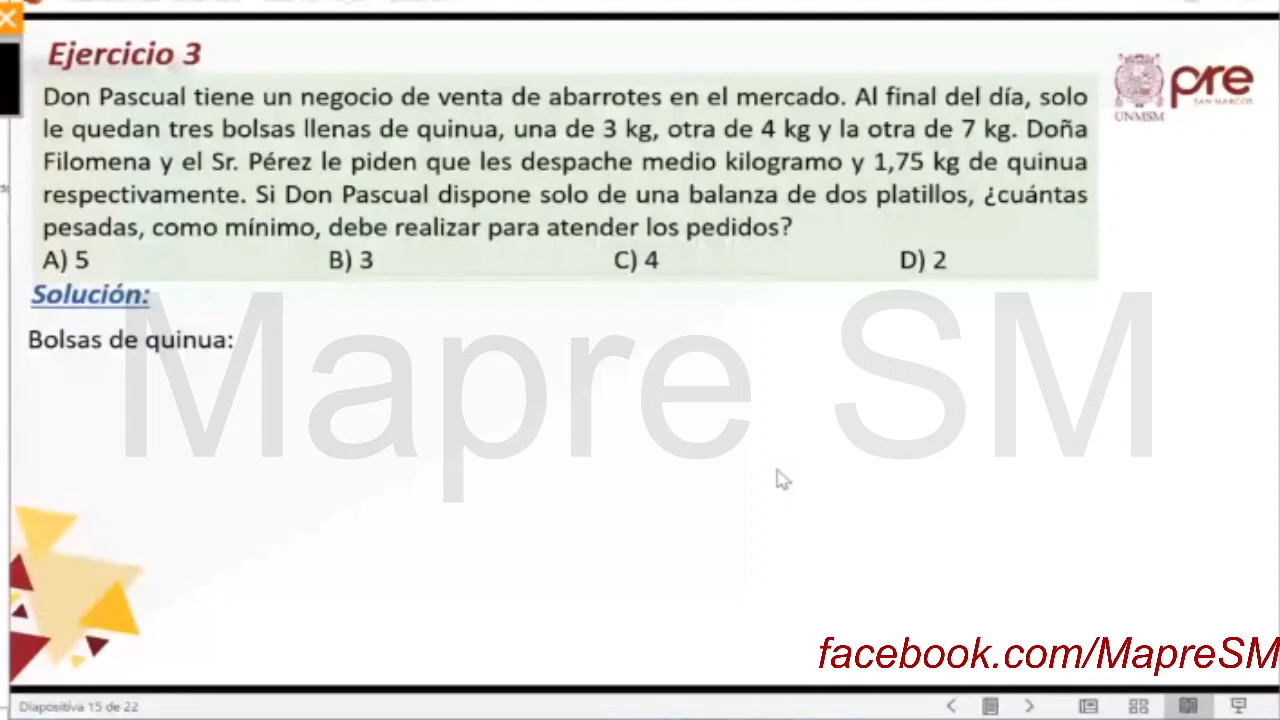 Ejercicio 3
Don Pascual tiene un negocio de venta de abarrotes en el mercado. Al final del día, solo
le quedan tres bolsas llenas de quinua, una de 3 kg, otra de 4 kg y la otra de 7 kg. Doña
Filomena y el Sr. Pérez le piden que les despache medio kilogramo y 1,75 kg de quinua
respectivamente. Si Don Pascual dispone solo de una balanza de dos platillos, ¿cuántas
pesadas, como mínimo, debe realizar para atender los pedidos?
A) 5 B) 3 C) 4 D) 2
pre
SAN MARCOS
UNMSM
Solución:
Bolsas de quinua:
Mapre SM
facebook.com/MapreSM
Diapositiva 15 de 22